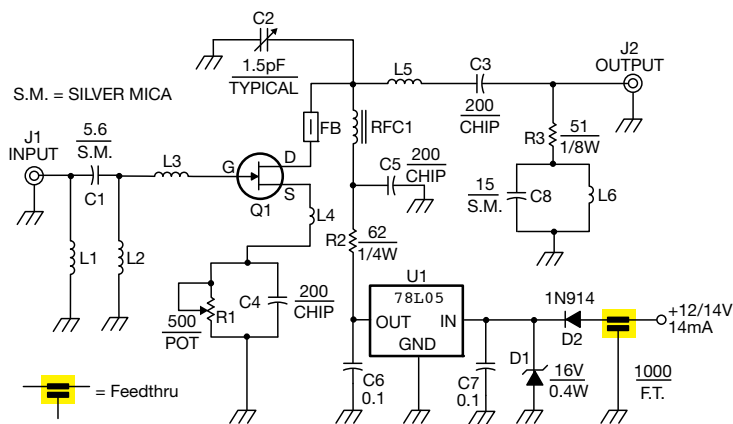 C2
1.5pF
TYPICAL
S.M. = SILVER MICA
L5
C3
200
CHIP
J2
OUTPUT
FB
RFC1
R3
51
1/8W
5.6
S.M.
C1
J1
INPUT
L3
G
D
S
Q1
C5
200
CHIP
15
S.M.
C8
L6
L4
L1
L2
R2
62
1/4W
U1
78L05
OUT
IN
GND
1N914
D2
+12/14V
14mA
500
POT
R1
C4
200
CHIP
C6
0.1
C7
0.1
D1
16V
0.4W
1000
F.T.
= Feedthru